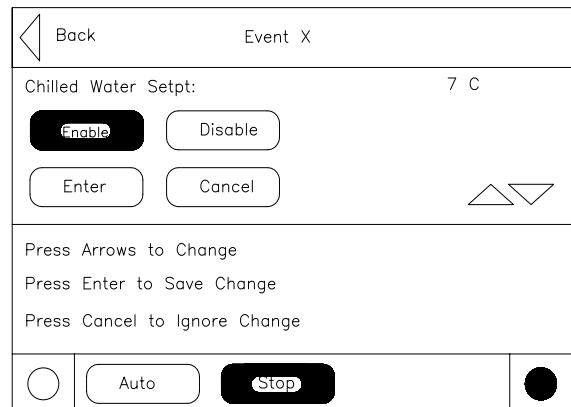 Back Event X
Chilled Water Setpt: 7 C
Enable Disable
Enter Cancel
Press Arrows to Change
Press Enter to Save Change
Press Cancel to Ignore Change
Auto Stop